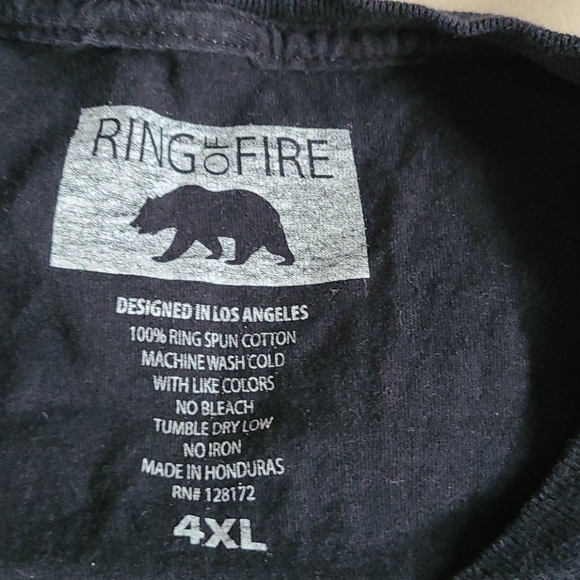 RING OF FIRE
DESIGNED IN LOS ANGELES
100% RING SPUN COTTON
MACHINE WASH COLD
WITH LIKE COLORS
NO BLEACH
TUMBLE DRY LOW
NO IRON
MADE IN HONDURAS
RN# 128172
4XL